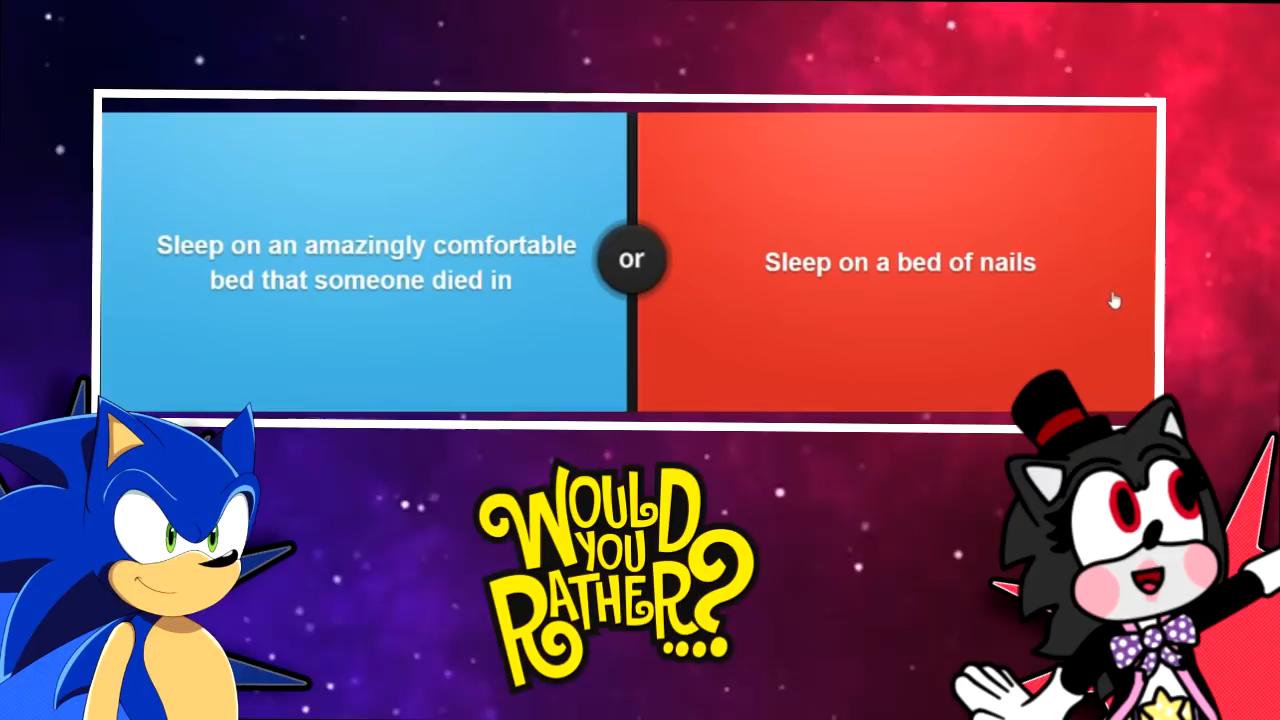 Sleep on an amazingly comfortable
bed that someone died in
or
Sleep on a bed of nails
WOULD
YOU
RATHER...?